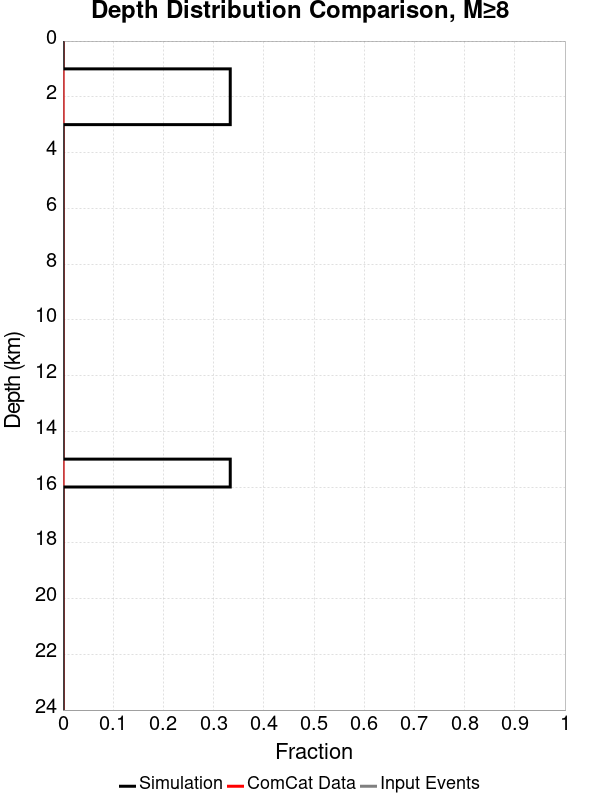 Depth Distribution Comparison, M≥8
0
2
4
6
8
10
12
14
16
18
20
22
24
Depth (km)
0 0.1 0.2 0.3 0.4 0.5 0.6 0.7 0.8 0.9 1
Fraction
Simulation ComCat Data Input Events